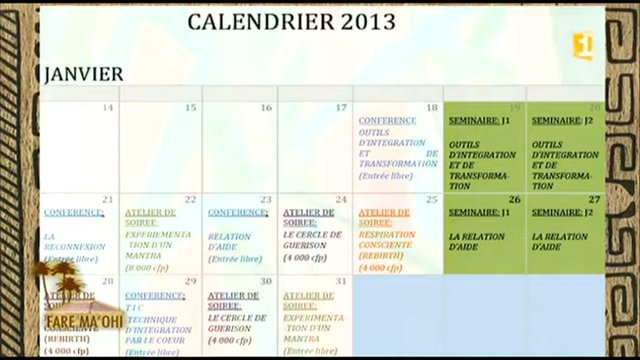 CALENDRIER 2013
1
JANVIER
14 15 16 17 18 19 20
CONFERENCE
OUTILS
D'INTEGRATION
ET DE
TRANSFORMATION
(Entrée libre)
SEMINAIRE: J1
OUTILS
D'INTEGRATION
ET DE
TRANSFORMA-
TION
SEMINAIRE: J2
OUTILS
D'INTEGRATION
ET DE
TRANSFORMA-
TION
21 22 23 24 25 26 27
CONFERENCE:
LA
RECONNEXION
(Entrée libre)
ATELIER DE
SOIREE:
EXPERIMENTA-
TION D'UN
MANTRA
(8 000 cfp)
CONFERENCE:
RELATION
D'AIDE
(Entrée libre)
ATELIER DE
SOIREE:
LE CERCLE DE
GUERISON
(4 000 cfp)
ATELIER DE
SOIREE:
RESPIRATION
CONSCIENTE
(REBIRTH)
(4 000 cfp)
SEMINAIRE: J1
LA RELATION
D'AIDE
SEMINAIRE: J2
LA RELATION
D'AIDE
28 29 30 31
ATELIER DE
CONSCIENTE
(REBIRTH)
(4 000 cfp)
CONFERENCE:
T I C
TECHNIQUE
D'INTEGRATION
PAR LE COEUR
(Entrée libre)
ATELIER DE
SOIREE:
LE CERCLE DE
GUERISON
(4 000 cfp)
ATELIER DE
SOIREE:
EXPERIMENTA-
TION D'UN
MANTRA
FARE MA'OHI